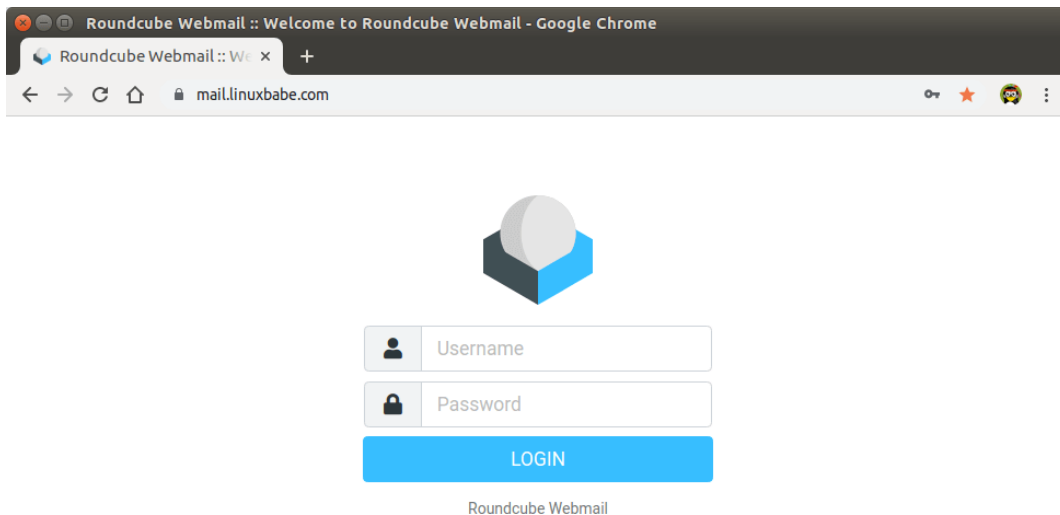 Roundcube Webmail :: Welcome to Roundcube Webmail - Google Chrome
Roundcube Webmail :: We
mail.linuxbabe.com
Username
Password
LOGIN
Roundcube Webmail